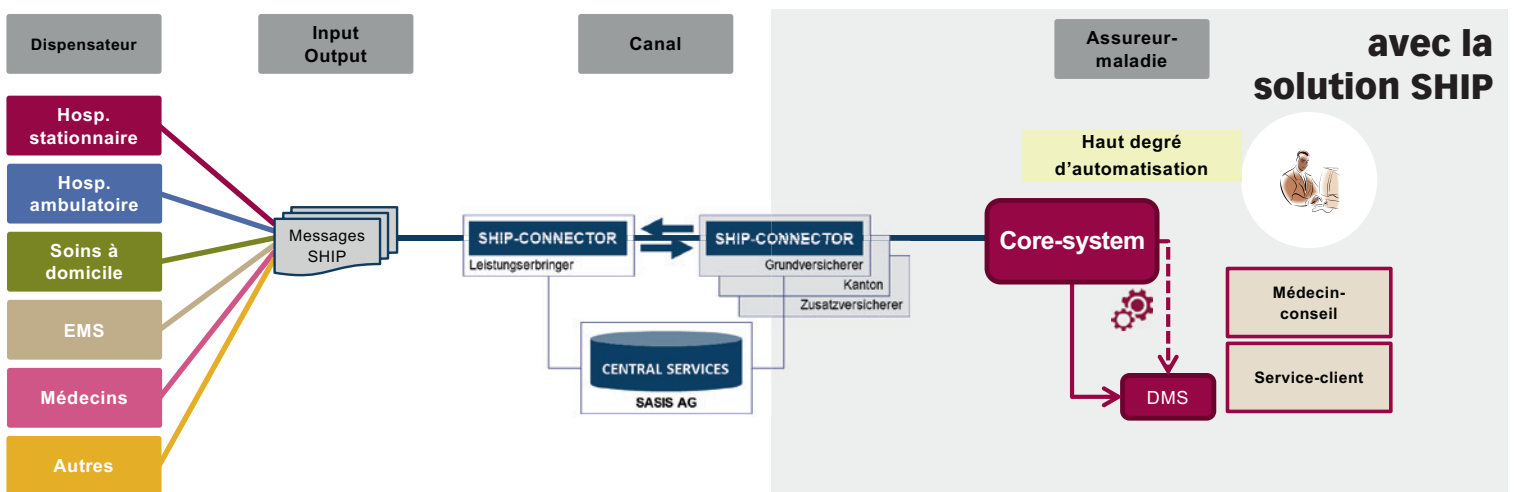 Dispensateur
Input
Output
Canal
Assureur-
maladie
avec la
solution SHIP
Hosp.
stationnaire
Hosp.
ambulatoire
Soins à
domicile
EMS
Médecins
Autres
Messages
SHIP
SHIP-CONNECTOR
Leistungserbringer
SHIP-CONNECTOR
Grundversicherer
Kanton
Zusatzversicherer
CENTRAL SERVICES
SASIS AG
Haut degré
d’automatisation
Core-system
DMS
Médecin-
conseil
Service-client